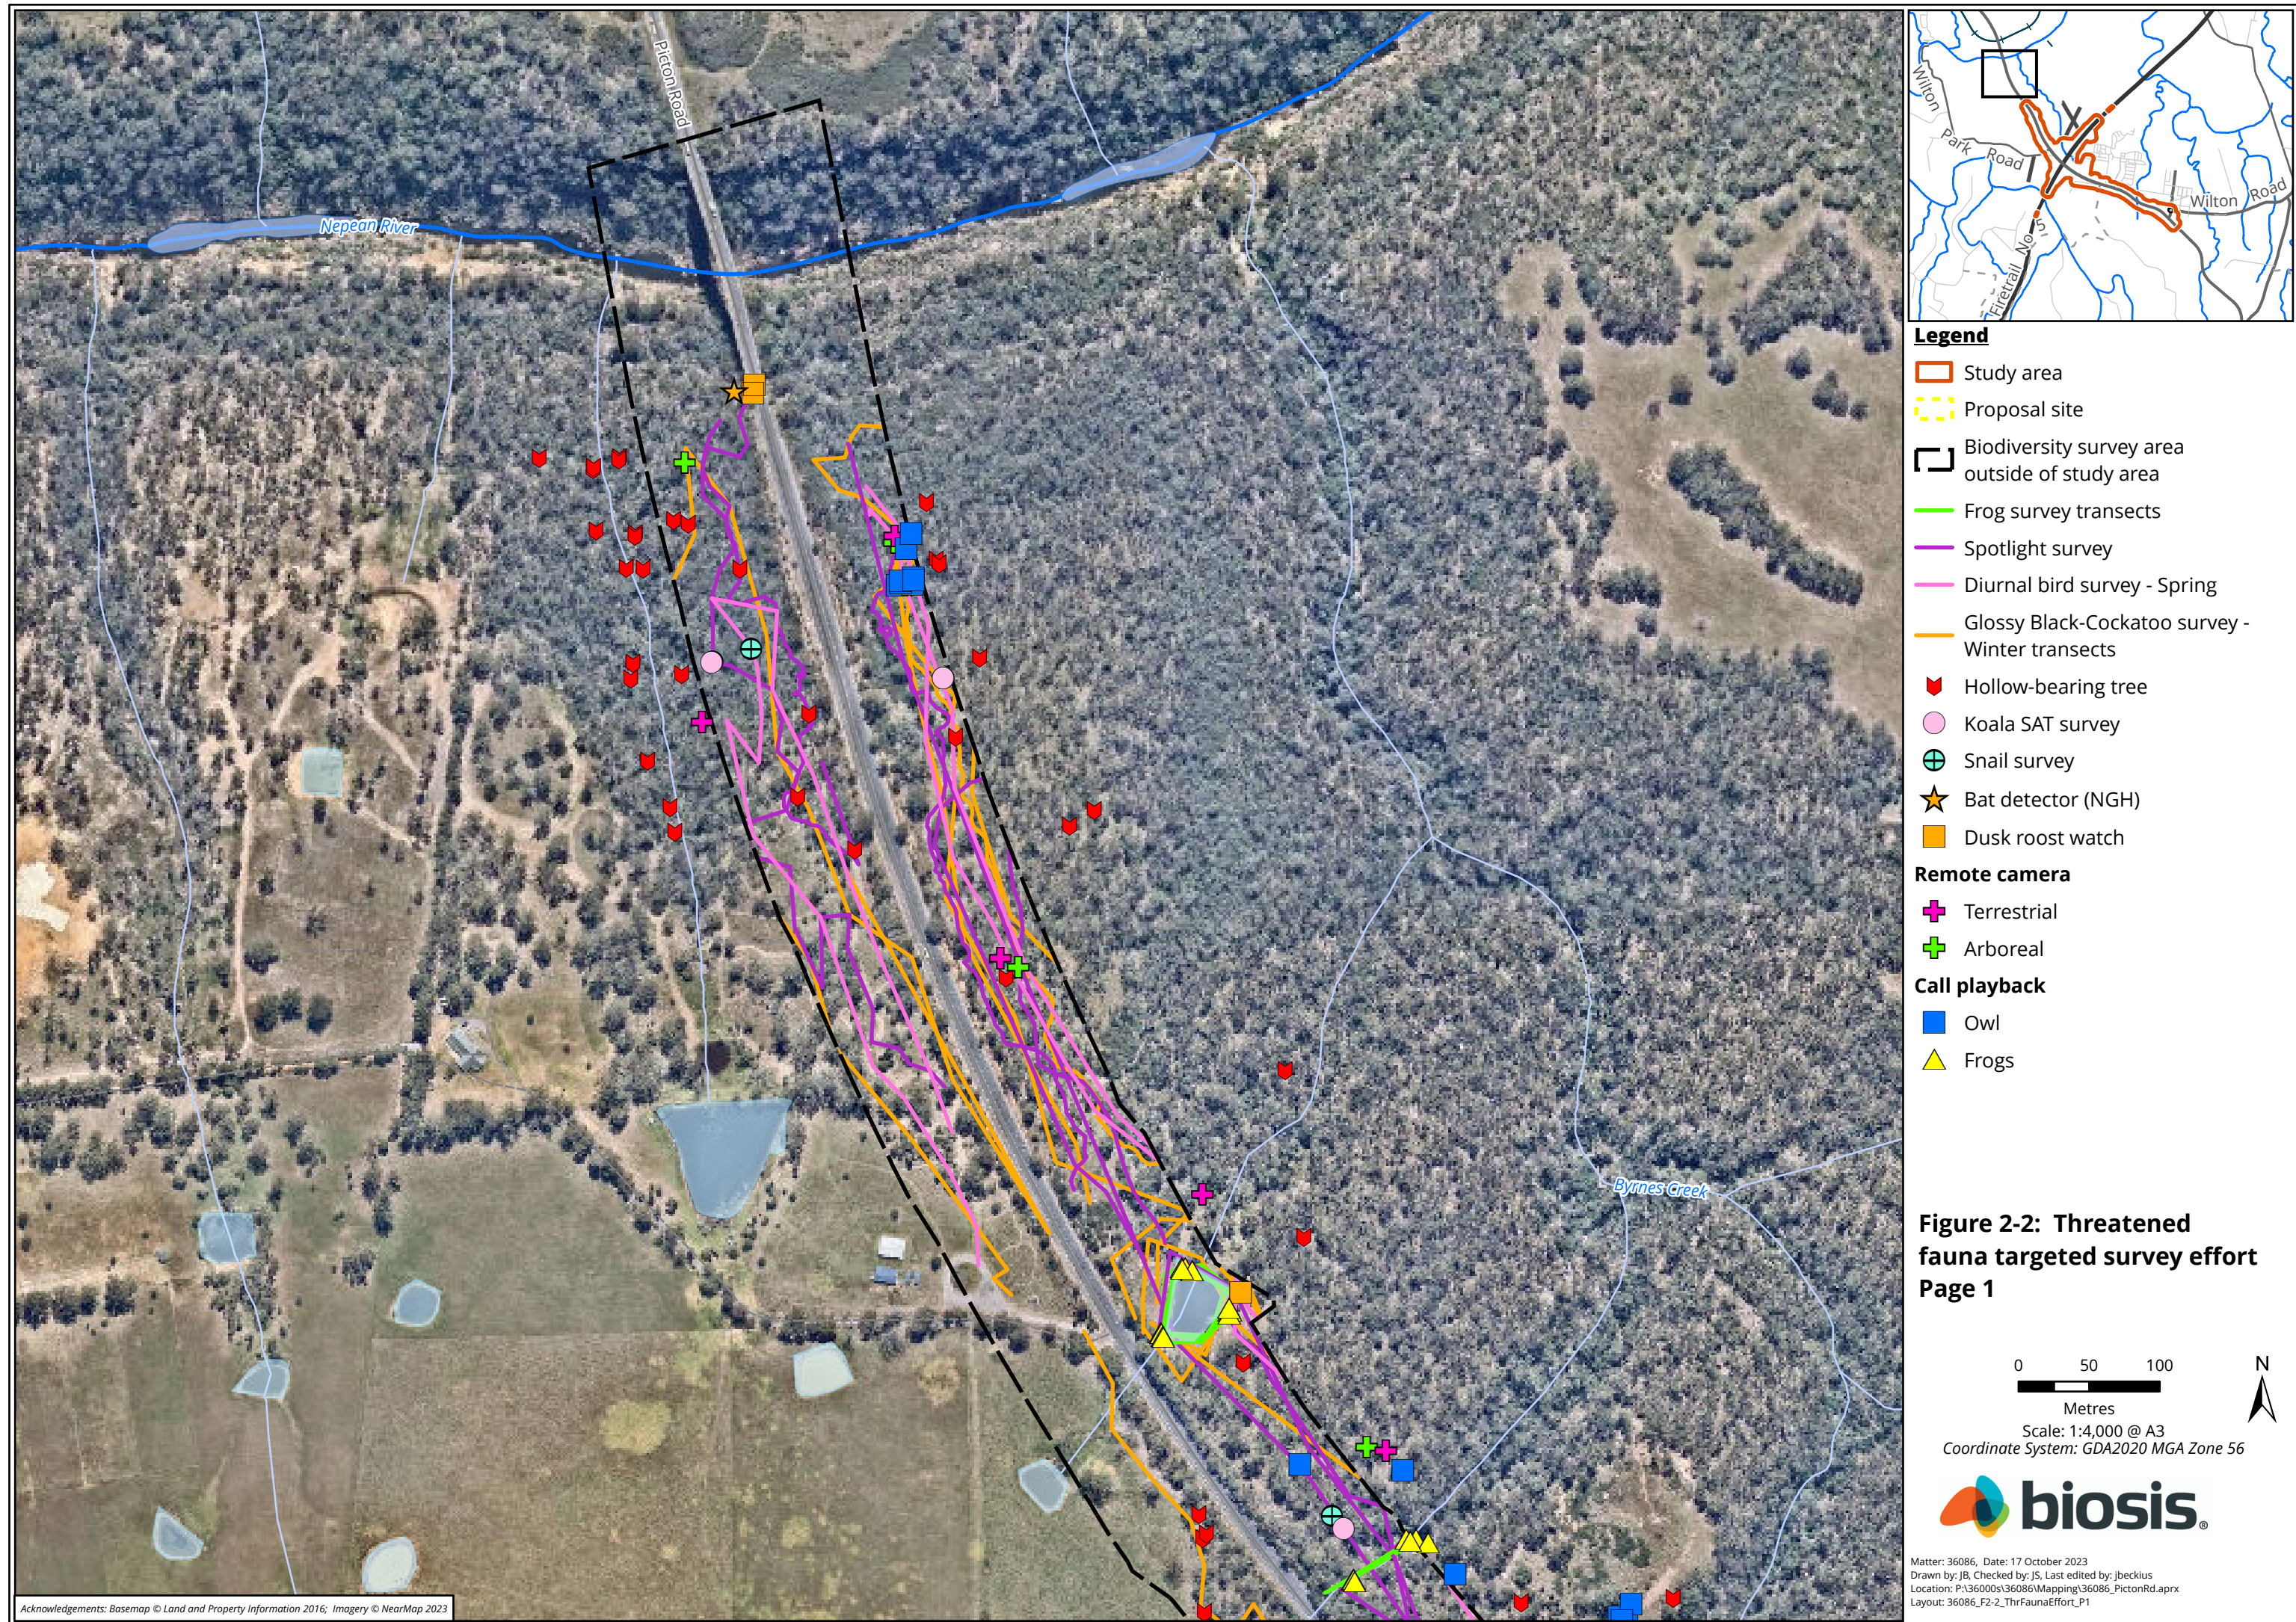 Picton Road
Nepean River
Byrnes Creek
Acknowledgements: Basemap © Land and Property Information 2016; Imagery © NearMap 2023
Wilton
Park Road
Wilton Road
Firetrail No 5
Legend
Study area
Proposal site
Biodiversity survey area
outside of study area
Frog survey transects
Spotlight survey
Diurnal bird survey - Spring
Glossy Black-Cockatoo survey -
Winter transects
Hollow-bearing tree
Koala SAT survey
Snail survey
Bat detector (NGH)
Dusk roost watch
Remote camera
Terrestrial
Arboreal
Call playback
Owl
Frogs
Figure 2-2: Threatened
fauna targeted survey effort
Page 1
0 50 100
N
Metres
Scale: 1:4,000 @ A3
Coordinate System: GDA2020 MGA Zone 56
biosis®
Matter: 36086, Date: 17 October 2023
Drawn by: JB, Checked by: JS, Last edited by: jbeckius
Location: P:\36000s\36086\Mapping\36086_PictonRd.aprx
Layout: 36086_F2-2_ThrFaunaEffort_P1